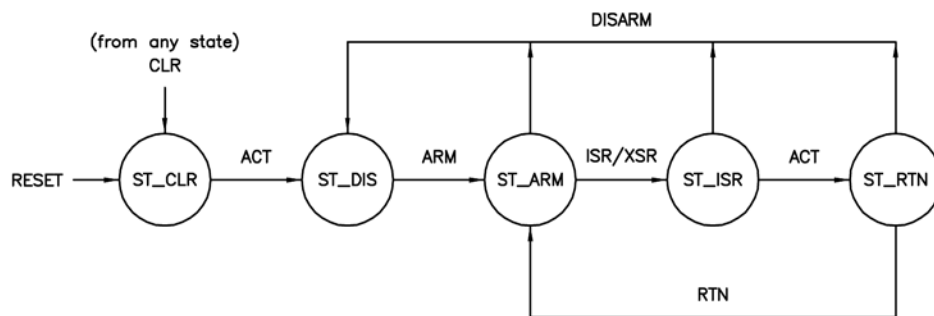 DISARM
(from any state)
CLR
ACT
ARM
ISR/XSR
ACT
RESET
ST_CLR
ST_DIS
ST_ARM
ST_ISR
ST_RTN
RTN